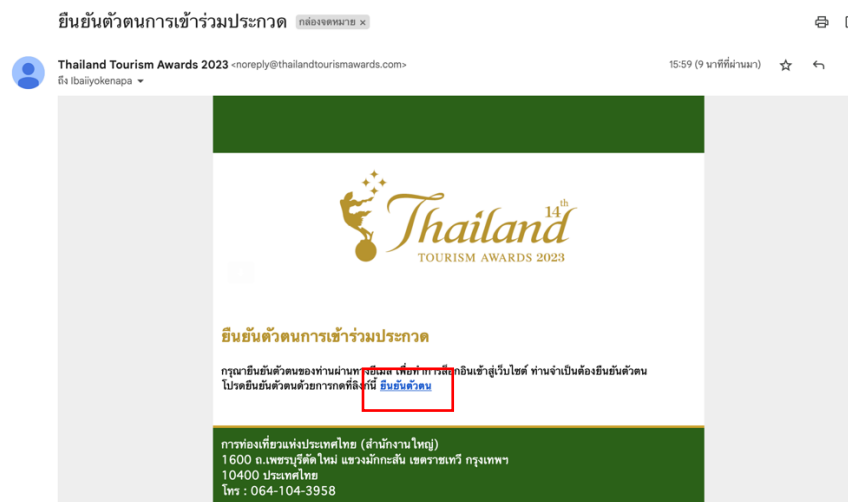 ยืนยันตัวตนการเข้าร่วมประกวด กล่องจดหมาย ×
Thailand Tourism Awards 2023 <noreply@thailandtourismawards.com>
15:59 (9 นาทีที่ผ่านมา)
ถึง Ibaiiyokenapa
14th
Thailand
TOURISM AWARDS 2023
ยืนยันตัวตนการเข้าร่วมประกวด
กรุณายืนยันตัวตนของท่านผ่านทางอีเมล เพื่อทำการล็อกอินเข้าสู่เว็บไซต์ ท่านจำเป็นต้องยืนยันตัวตน
โปรดยืนยันตัวตนด้วยการกดที่ลิงก์นี้ ยืนยันตัวตน
การท่องเที่ยวแห่งประเทศไทย (สำนักงานใหญ่)
1600 ถ.เพชรบุรีตัดใหม่ แขวงมักกะสัน เขตราชเทวี กรุงเทพฯ
10400 ประเทศไทย
โทร : 064-104-3958